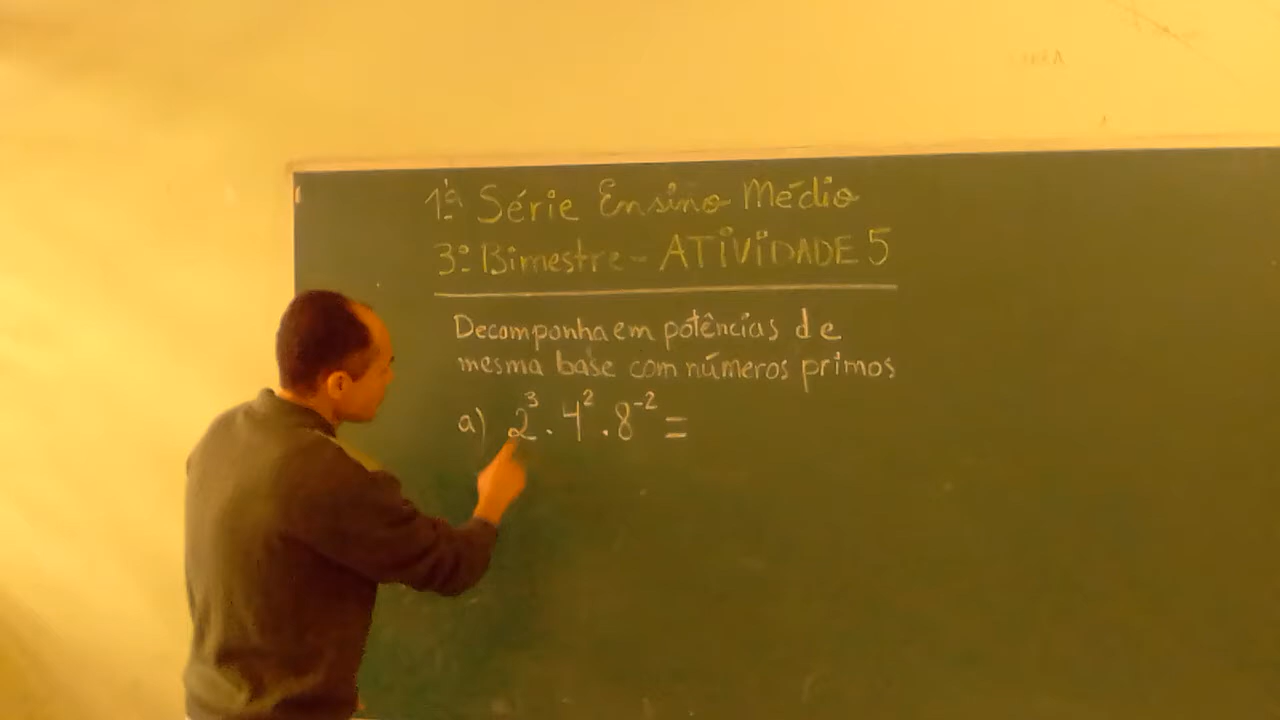 1ª Série Ensino Médio
3º Bimestre - ATIVIDADE 5
Decomponha em potências de
mesma base com números primos
a) 2³ . 4² . 8⁻² =